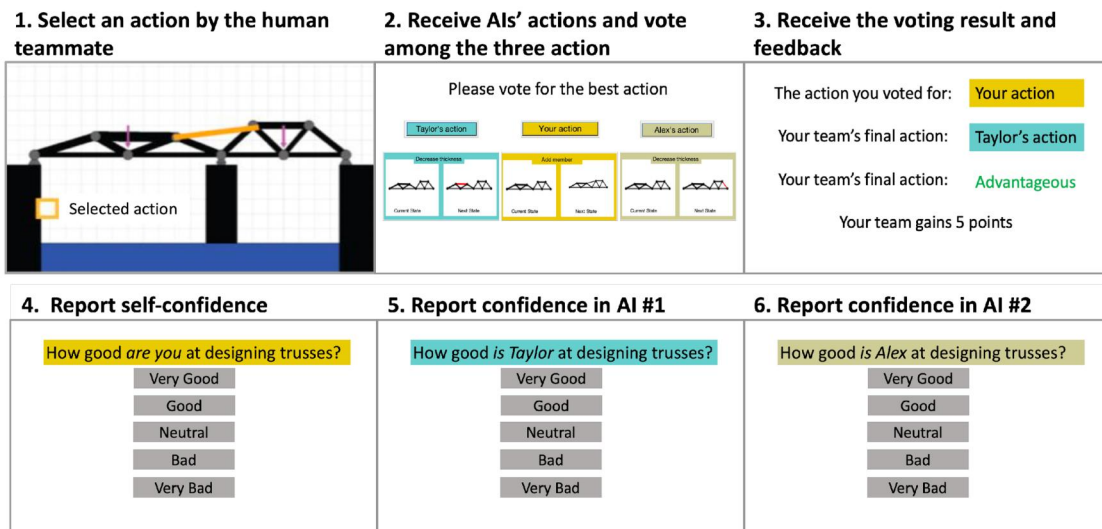 1. Select an action by the human
teammate
Selected action
2. Receive AIs' actions and vote
among the three action
Please vote for the best action
Taylor's action
Your action
Alex's action
Decrease thickness
Add member
Decrease thickness
Current State
Next State
Current State
Next State
Current State
Next State
3. Receive the voting result and
feedback
The action you voted for: Your action
Your team's final action: Taylor's action
Your team's final action: Advantageous
Your team gains 5 points
4. Report self-confidence
How good are you at designing trusses?
Very Good
Good
Neutral
Bad
Very Bad
5. Report confidence in AI #1
How good is Taylor at designing trusses?
Very Good
Good
Neutral
Bad
Very Bad
6. Report confidence in AI #2
How good is Alex at designing trusses?
Very Good
Good
Neutral
Bad
Very Bad